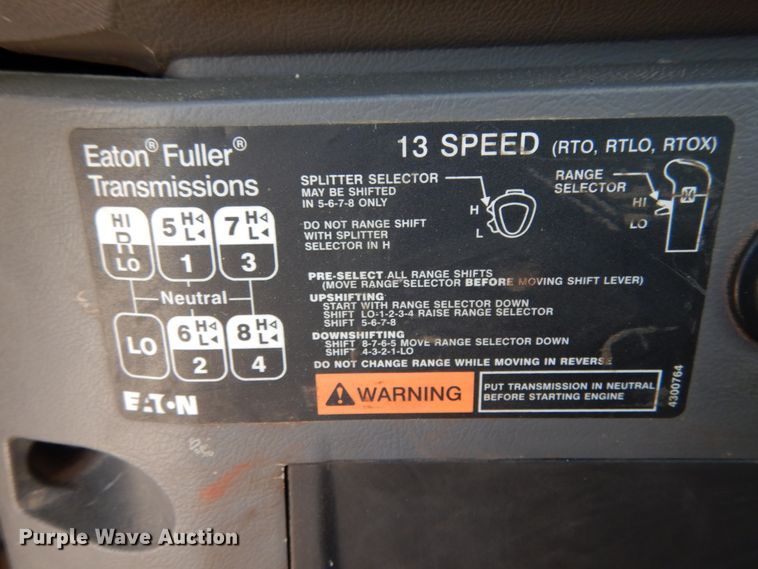 Eaton® Fuller®
Transmissions
13 SPEED (RTO, RTLO, RTOX)
SPLITTER SELECTOR
MAY BE SHIFTED
IN 5-6-7-8 ONLY
DO NOT RANGE SHIFT
WITH SPLITTER
SELECTOR IN H
H
L
RANGE
SELECTOR
HI
LO
HI
R
LO
5 H
L
1
7 H
L
3
Neutral
LO
6 H
L
2
8 H
L
4
PRE-SELECT ALL RANGE SHIFTS
(MOVE RANGE SELECTOR BEFORE MOVING SHIFT LEVER)
UPSHIFTING
START WITH RANGE SELECTOR DOWN
SHIFT LO-1-2-3-4 RAISE RANGE SELECTOR
SHIFT 5-6-7-8
DOWNSHIFTING
SHIFT 8-7-6-5 MOVE RANGE SELECTOR DOWN
SHIFT 4-3-2-1-LO
DO NOT CHANGE RANGE WHILE MOVING IN REVERSE
WARNING
PUT TRANSMISSION IN NEUTRAL
BEFORE STARTING ENGINE
4300764
EATON
Purple Wave Auction